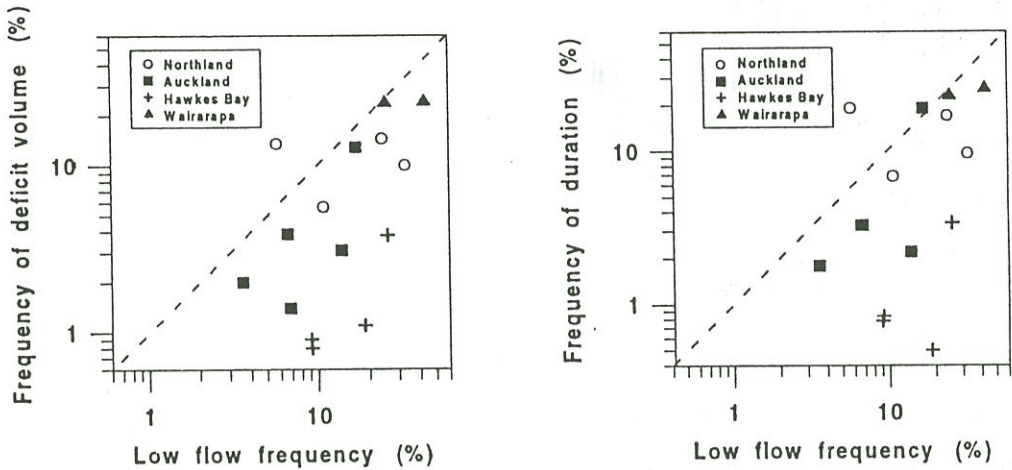 Frequency of deficit volume (%)
Northland
Auckland
Hawkes Bay
Wairarapa
10
1
1
10
Low flow frequency (%)
Frequency of duration (%)
Northland
Auckland
Hawkes Bay
Wairarapa
10
1
1
10
Low flow frequency (%)